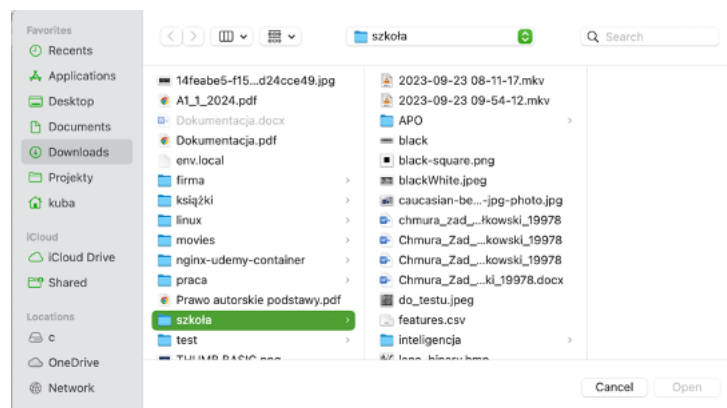 Favorites
Recents
Applications
Desktop
Documents
Downloads
Projekty
kuba
iCloud
iCloud Drive
Shared
Locations
c
OneDrive
Network
szkoła
Search
14feabe5-f15...d24cce49.jpg
A1_1_2024.pdf
Dokumentacja.docx
Dokumentacja.pdf
env.local
firma
książki
linux
movies
nginx-udemy-container
praca
Prawo autorskie podstawy.pdf
szkoła
test
THUMB BASIC.png
2023-09-23 08-11-17.mkv
2023-09-23 09-54-12.mkv
APO
black
black-square.png
blackWhite.jpeg
caucasian-be...-jpg-photo.jpg
chmura_zad_...łkowski_19978
Chmura_Zad_...kowski_19978
Chmura_Zad_...kowski_19978
Chmura_Zad_...ki_19978.docx
do_testu.jpeg
features.csv
inteligencja
Cancel
Open